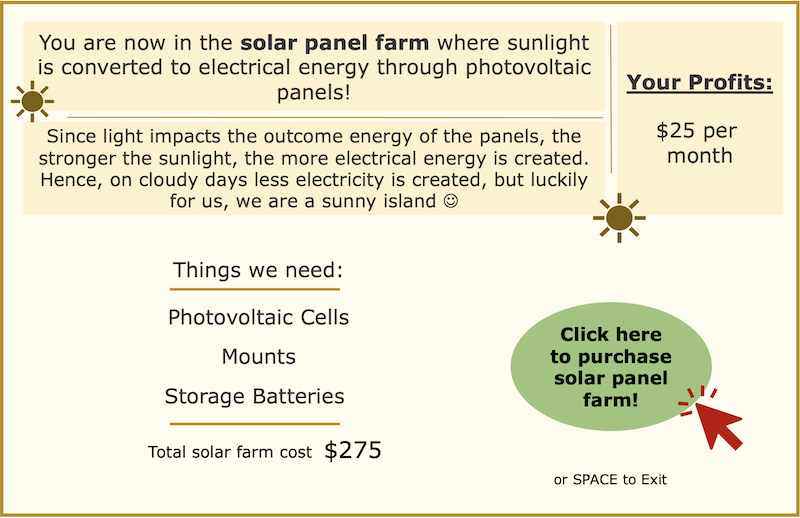 You are now in the solar panel farm where sunlight
is converted to electrical energy through photovoltaic
panels!
Since light impacts the outcome energy of the panels, the
stronger the sunlight, the more electrical energy is created.
Hence, on cloudy days less electricity is created, but luckily
for us, we are a sunny island ☺
Your Profits:
$25 per
month
Things we need:
Photovoltaic Cells
Mounts
Storage Batteries
Total solar farm cost $275
Click here
to purchase
solar panel
farm!
or SPACE to Exit